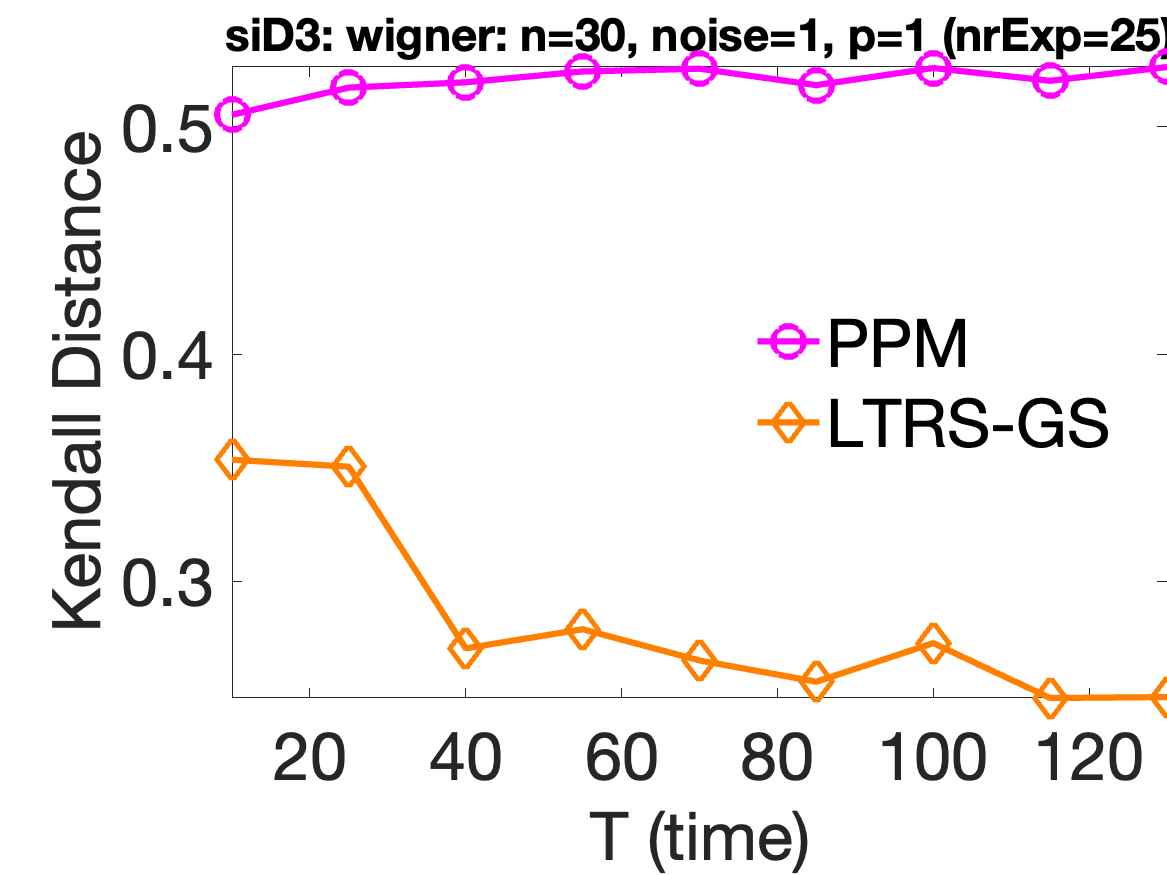 siD3: wigner: n=30, noise=1, p=1 (nrExp=25)
Kendall Distance
0.5
0.4
0.3
PPM
LTRS-GS
20 40 60 80 100 120
T (time)